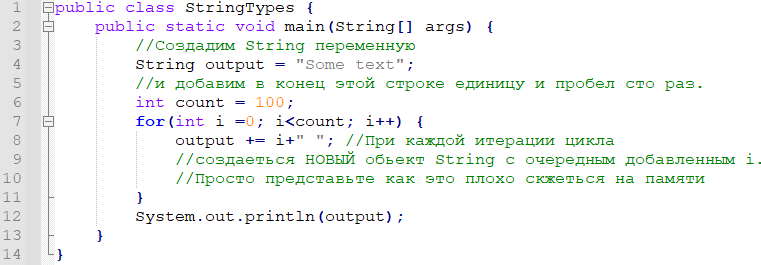 1 public class StringTypes {
2 public static void main(String[] args) {
3 //Создадим String переменную
4 String output = "Some text";
5 //и добавим в конец этой строке единицу и пробел сто раз.
6 int count = 100;
7 for(int i =0; i<count; i++) {
8 output += i+" "; //При каждой итерации цикла
9 //создаеться НОВЫЙ обьект String с очередным добавленным i.
10 //Просто представьте как это плохо скжеться на памяти
11 }
12 System.out.println(output);
13 }
14 }